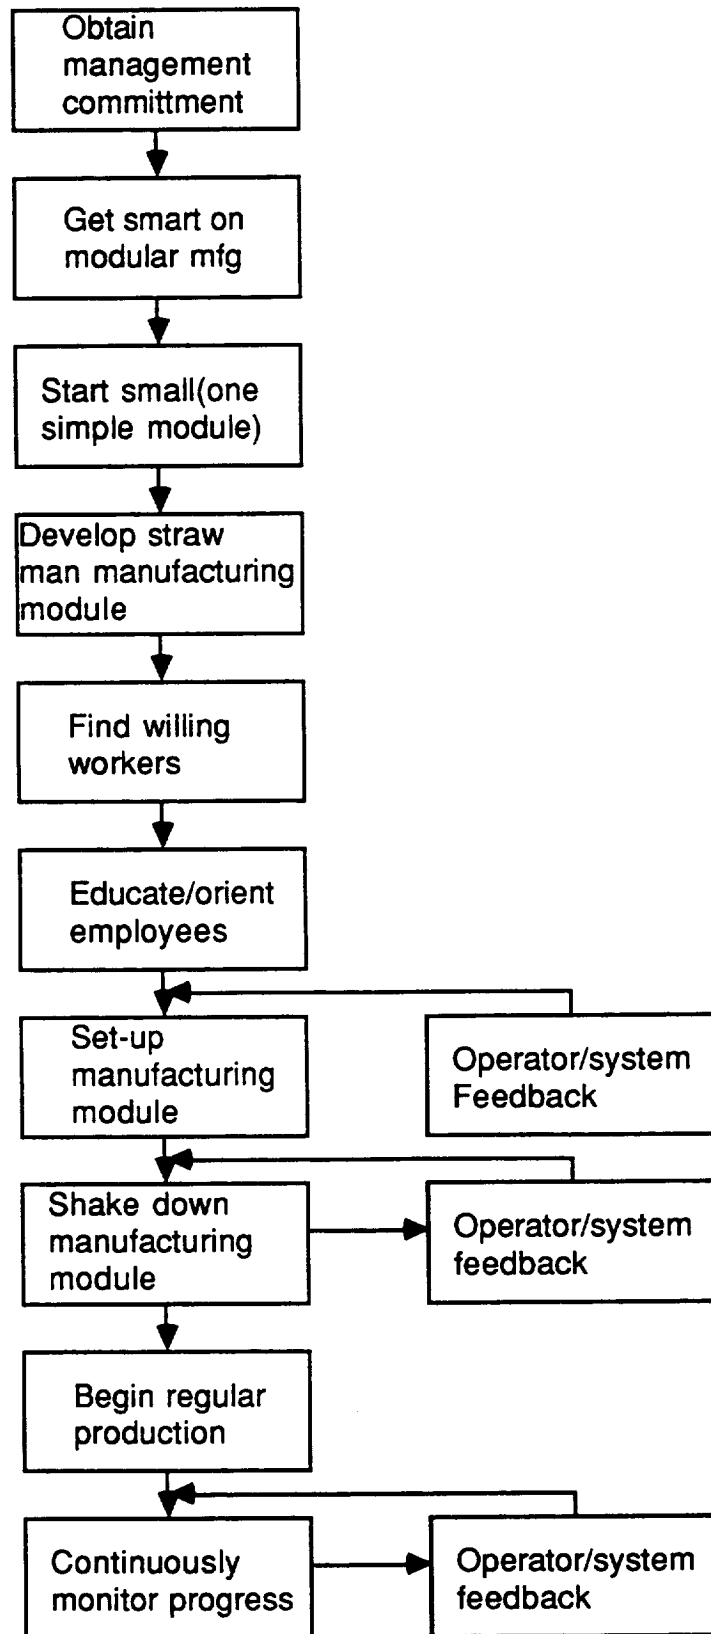 Obtain
management
committment
Get smart on
modular mfg
Start small(one
simple module)
Develop straw
man manufacturing
module
Find willing
workers
Educate/orient
employees
Set-up
manufacturing
module
Operator/system
Feedback
Shake down
manufacturing
module
Operator/system
feedback
Begin regular
production
Continuously
monitor progress
Operator/system
feedback